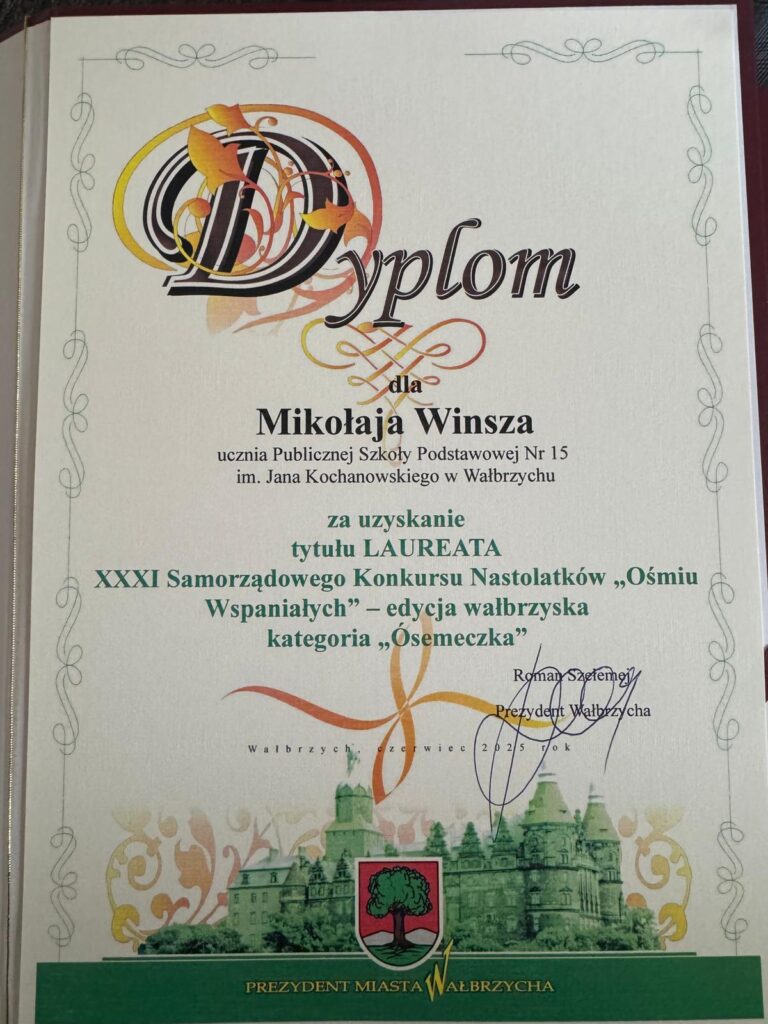 Dyplom
dla
Mikołaja Winsza
ucznia Publicznej Szkoły Podstawowej Nr 15
im. Jana Kochanowskiego w Wałbrzychu
za uzyskanie
tytułu LAUREATA
XXXI Samorządowego Konkursu Nastolatków „Ośmiu
Wspaniałych” – edycja wałbrzyska
kategoria „Ósemeczka”
Roman Szełemej
Prezydent Wałbrzycha
Wałbrzych, czerwiec 2025 rok
PREZYDENT MIASTA WAŁBRZYCHA